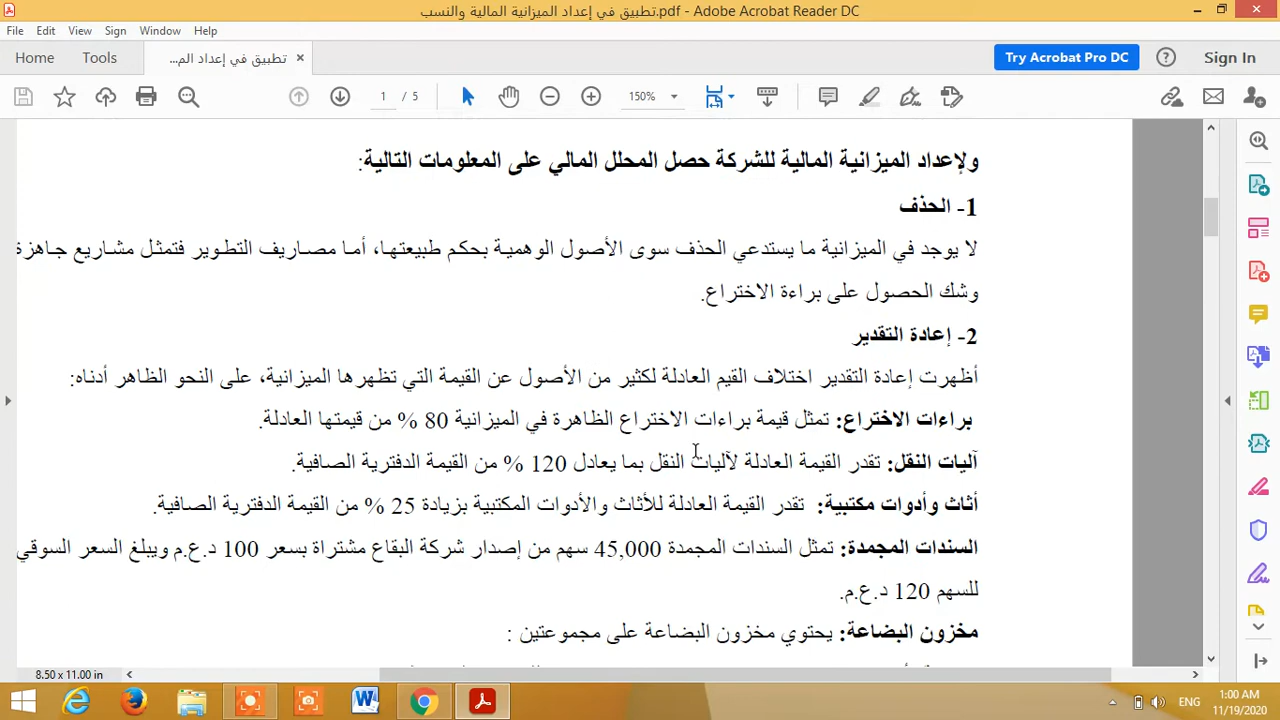 تطبيق في إعداد الميزانية المالية والنسب.pdf - Adobe Acrobat Reader DC
File Edit View Sign Window Help
Home Tools تطبيق في إعداد الم... × Try Acrobat Pro DC Sign In
1 / 5 150%
ولإعداد الميزانية المالية للشركة حصل المحلل المالي على المعلومات التالية:
1- الحذف
لا يوجد في الميزانية ما يستدعي الحذف سوى الأصول الوهمية بحكم طبيعتها، أما مصاريف التطوير فتمثل مشاريع جاهزة
وشك الحصول على براءة الاختراع.
2- إعادة التقدير
أظهرت إعادة التقدير اختلاف القيم العادلة لكثير من الأصول عن القيمة التي تظهرها الميزانية، على النحو الظاهر أدناه:
براءات الاختراع: تمثل قيمة براءات الاختراع الظاهرة في الميزانية 80 % من قيمتها العادلة.
آليات النقل: تقدر القيمة العادلة لآليات النقل بما يعادل 120 % من القيمة الدفترية الصافية.
أثاث وأدوات مكتبية: تقدر القيمة العادلة للأثاث والأدوات المكتبية بزيادة 25 % من القيمة الدفترية الصافية.
السندات المجمدة: تمثل السندات المجمدة 45,000 سهم من إصدار شركة البقاع مشتراة بسعر 100 د.ع.م ويبلغ السعر السوقي
للسهم 120 د.ع.م.
مخزون البضاعة: يحتوي مخزون البضاعة على مجموعتين :
8.50 x 11.00 in
ENG 1:00 AM
11/19/2020